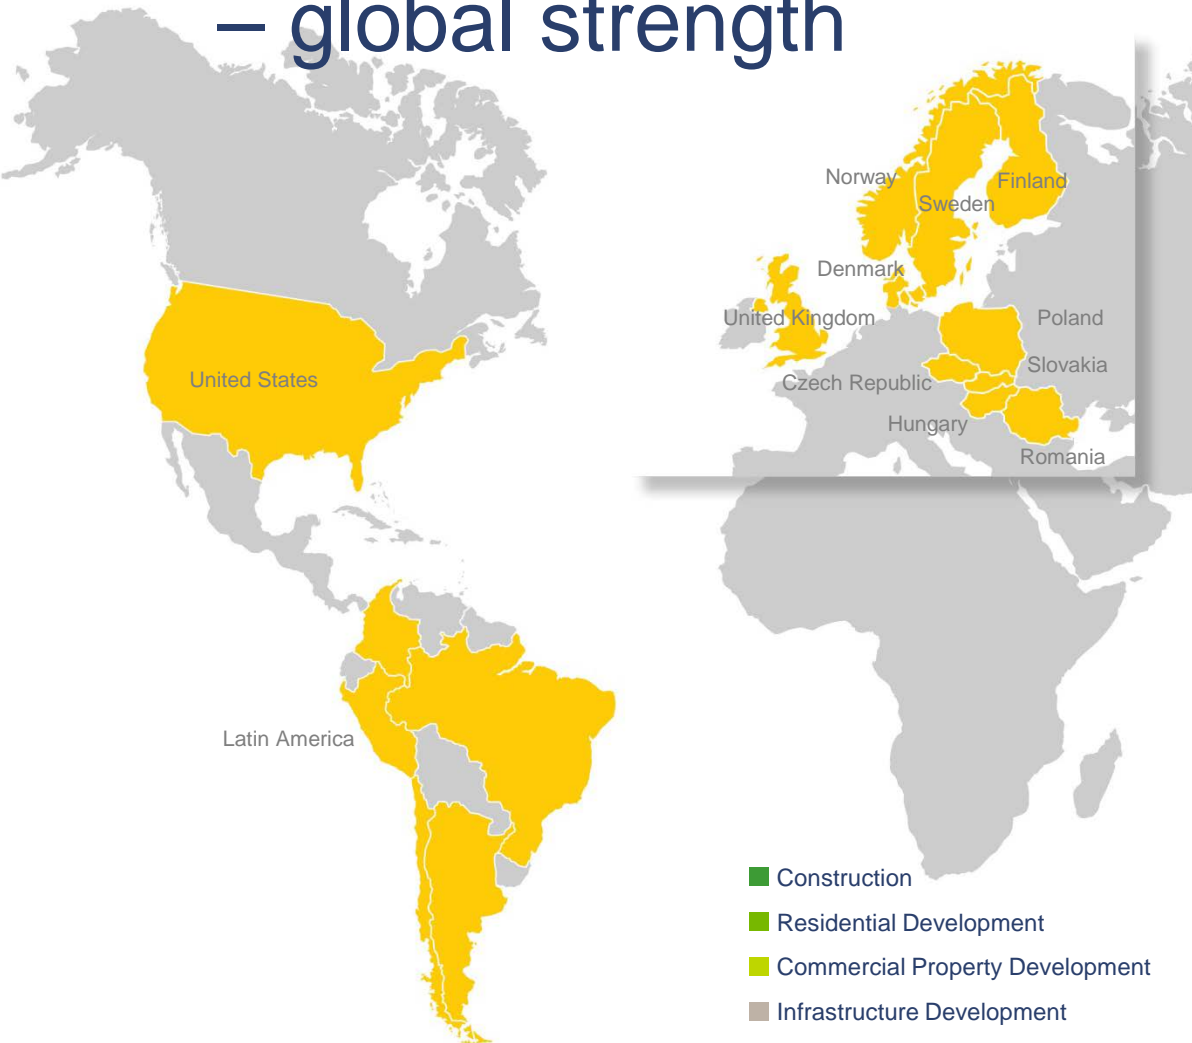 – global strength
Norway
Finland
Sweden
Denmark
United Kingdom
Poland
Slovakia
United States
Czech Republic
Hungary
Romania
Latin America
Construction
Residential Development
Commercial Property Development
Infrastructure Development